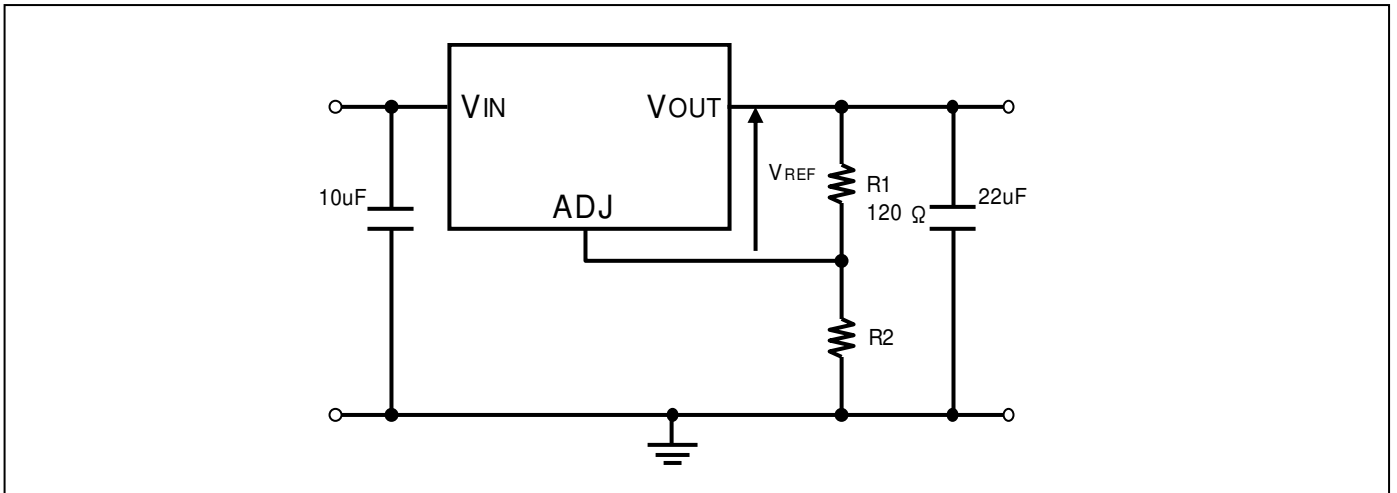 VIN
VOUT
ADJ
VREF
10uF
R1
120 Ω
22uF
R2